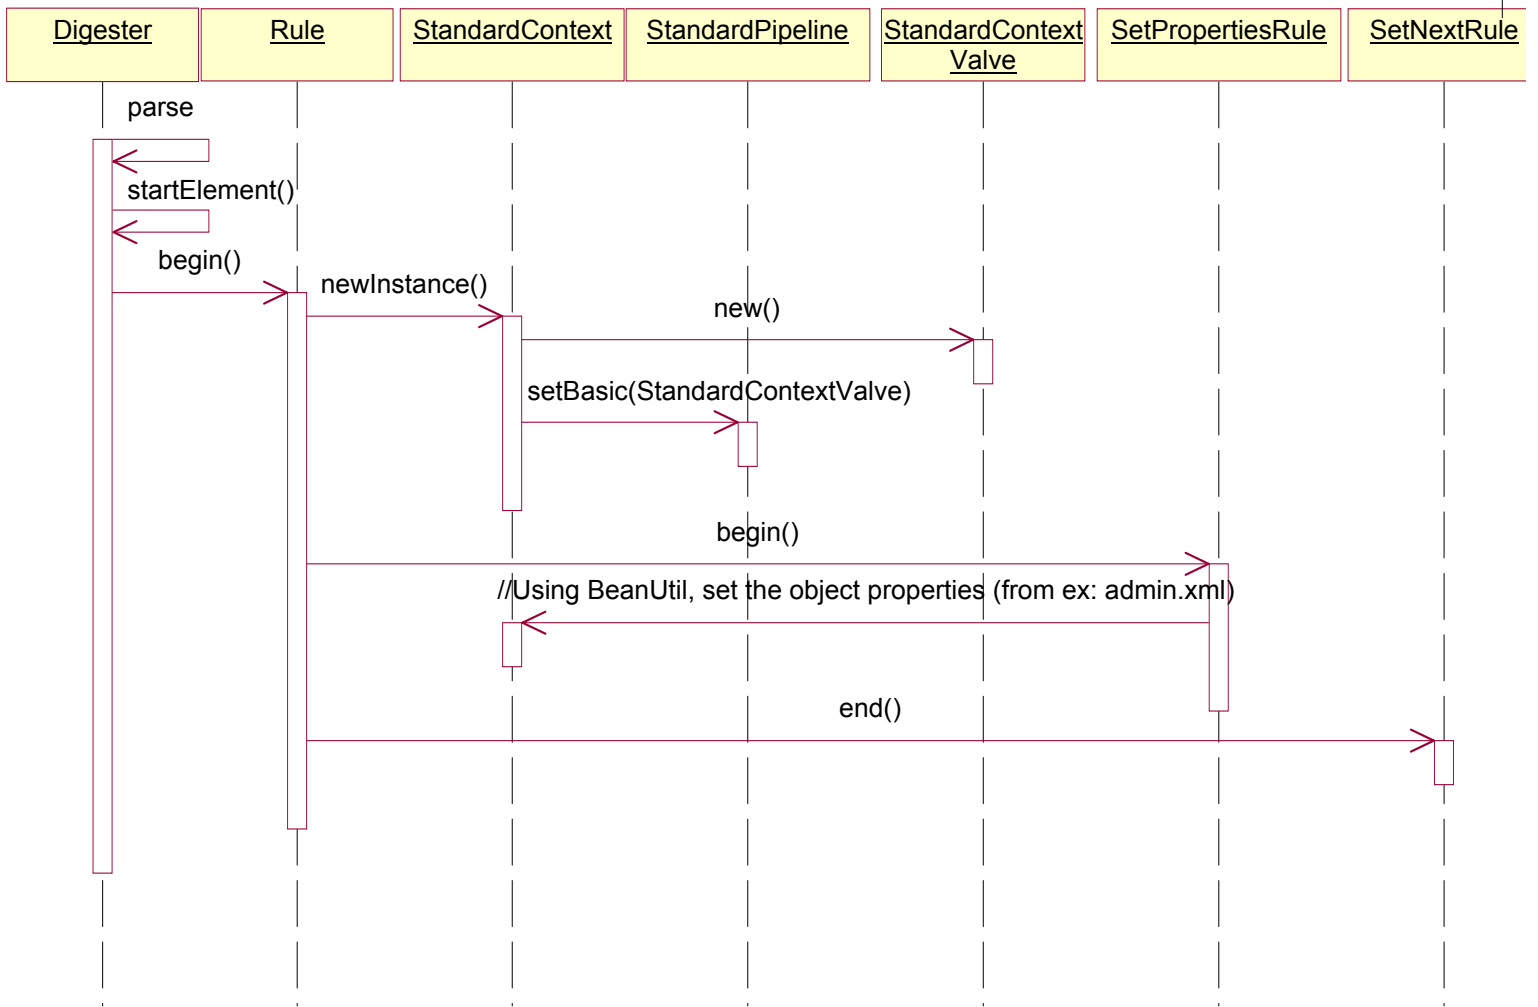 Digester
Rule
StandardContext
StandardPipeline
StandardContext
Valve
SetPropertiesRule
SetNextRule
parse
startElement()
begin()
newInstance()
new()
setBasic(StandardContextValve)
begin()
//Using BeanUtil, set the object properties (from ex: admin.xml)
end()